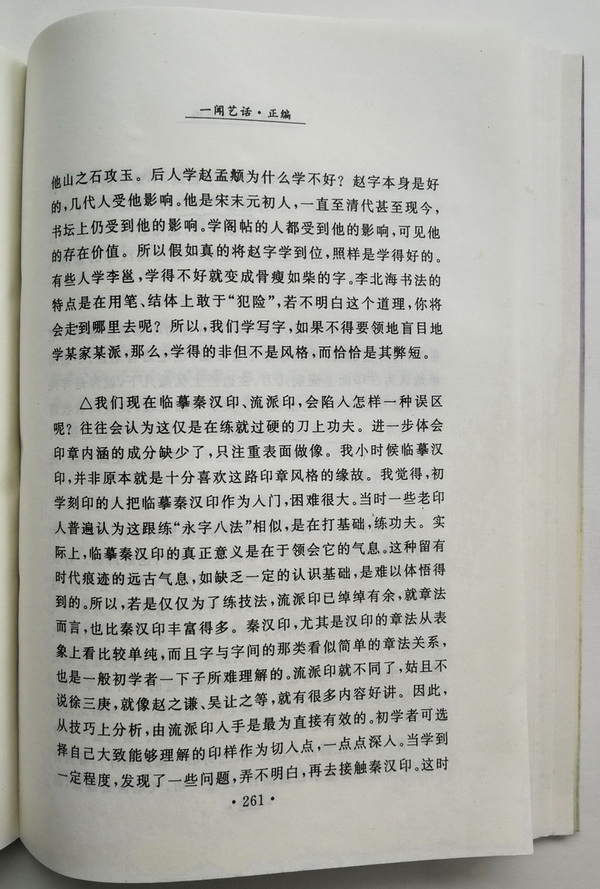 一闻艺话·正编
他山之石攻玉。后人学赵孟頫为什么学不好？赵字本身是好
的，几代人受他影响。他是宋末元初人，一直至清代甚至现今，
书坛上仍受到他的影响。学阁帖的人都受到他的影响，可见他
的存在价值。所以假如真的将赵字学到位，照样是学得好的。
有些人学李邕，学得不好就变成骨瘦如柴的字。李北海书法的
特点是在用笔、结体上敢于“犯险”，若不明白这个道理，你将
会走到哪里去呢？所以，我们学写字，如果不得要领地盲目地
学某家某派，那么，学得的非但不是风格，而恰恰是其弊短。
△我们现在临摹秦汉印、流派印，会陷入怎样一种误区
呢？往往会认为这仅是在练就过硬的刀上功夫。进一步体会
印章内涵的成分缺少了，只注重表面做像。我小时候临摹汉
印，并非原本就是十分喜欢这路印章风格的缘故。我觉得，初
学刻印的人把临摹秦汉印作为入门，困难很大。当时一些老印
人普遍认为这跟练“永字八法”相似，是在打基础，练功夫。实
际上，临摹秦汉印的真正意义是在于领会它的气息。这种留有
时代痕迹的远古气息，如缺乏一定的认识基础，是难以体悟得
到的。所以，若是仅仅为了练技法，流派印已绰绰有余，就章法
而言，也比秦汉印丰富得多。秦汉印，尤其是汉印的章法从表
象上看比较单纯，而且字与字间的那类看似简单的章法关系，
也是一般初学者一下子所难理解的。流派印就不同了，姑且不
说徐三庚，就像赵之谦、吴让之等，就有很多内容好讲。因此，
从技巧上分析，由流派印入手是最为直接有效的。初学者可选
择自己大致能够理解的印样作为切入点，一点点深入。当学到
一定程度，发现了一些问题，弄不明白，再去接触秦汉印。这时
·261·